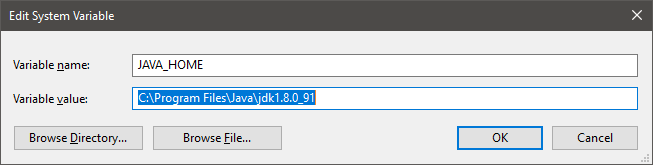 Edit System Variable
Variable name: JAVA_HOME
Variable value: C:\Program Files\Java\jdk1.8.0_91
Browse Directory... Browse File... OK Cancel